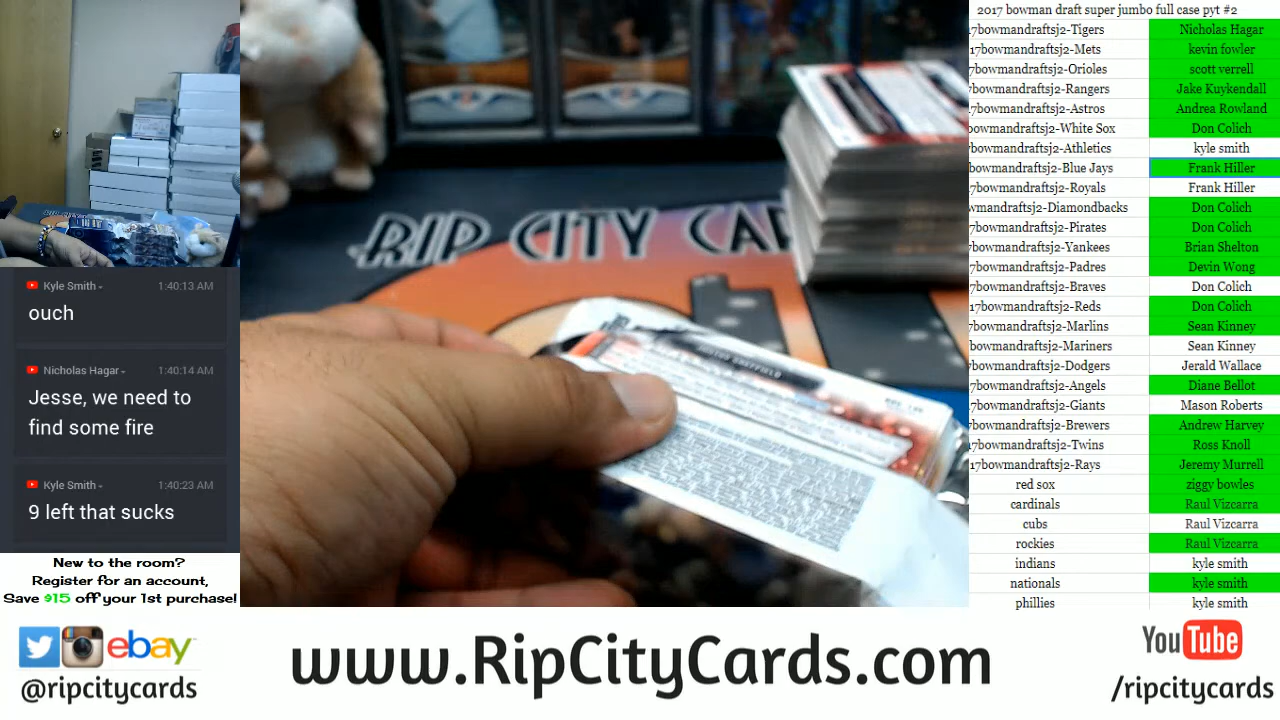 2017 bowman draft super jumbo full case pyt #2
17bowmandraftsj2-Tigers Nicholas Hagar
17bowmandraftsj2-Mets kevin fowler
17bowmandraftsj2-Orioles scott verrell
7bowmandraftsj2-Rangers Jake Kuykendall
17bowmandraftsj2-Astros Andrea Rowland
bowmandraftsj2-White Sox Don Colich
7bowmandraftsj2-Athletics kyle smith
bowmandraftsj2-Blue Jays Frank Hiller
7bowmandraftsj2-Royals Frank Hiller
wmandraftsj2-Diamondbacks Don Colich
7bowmandraftsj2-Pirates Don Colich
7bowmandraftsj2-Yankees Brian Shelton
7bowmandraftsj2-Padres Devin Wong
7bowmandraftsj2-Braves Don Colich
17bowmandraftsj2-Reds Don Colich
7bowmandraftsj2-Marlins Sean Kinney
7bowmandraftsj2-Mariners Sean Kinney
7bowmandraftsj2-Dodgers Jerald Wallace
7bowmandraftsj2-Angels Diane Bellot
7bowmandraftsj2-Giants Mason Roberts
7bowmandraftsj2-Brewers Andrew Harvey
17bowmandraftsj2-Twins Ross Knoll
17bowmandraftsj2-Rays Jeremy Murrell
red sox ziggy bowles
cardinals Raul Vizcarra
cubs Raul Vizcarra
rockies Raul Vizcarra
indians kyle smith
nationals kyle smith
phillies kyle smith
RIP CITY CA
Kyle Smith 1:40:13 AM
ouch
Nicholas Hagar 1:40:14 AM
Jesse, we need to
find some fire
Kyle Smith 1:40:23 AM
9 left that sucks
New to the room?
Register for an account,
Save $15 off your 1st purchase!
ebay
@ripcitycards
www.RipCityCards.com
YouTube
/ripcitycards